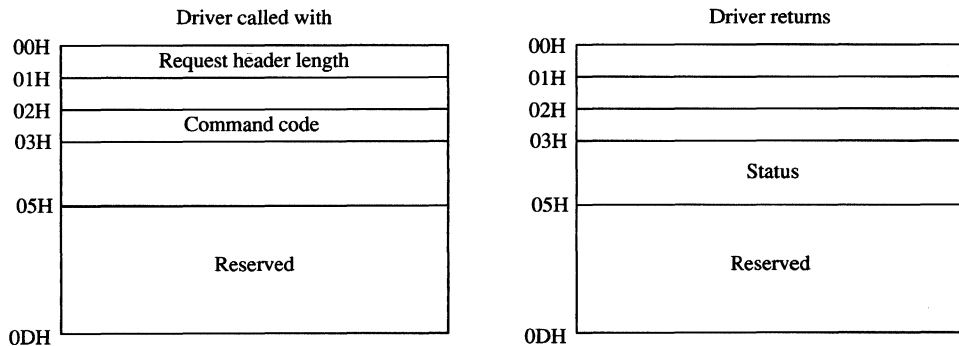 Driver called with
00H
Request header length
01H
02H
Command code
03H
05H
Reserved
0DH
Driver returns
00H
01H
02H
03H
Status
05H
Reserved
0DH